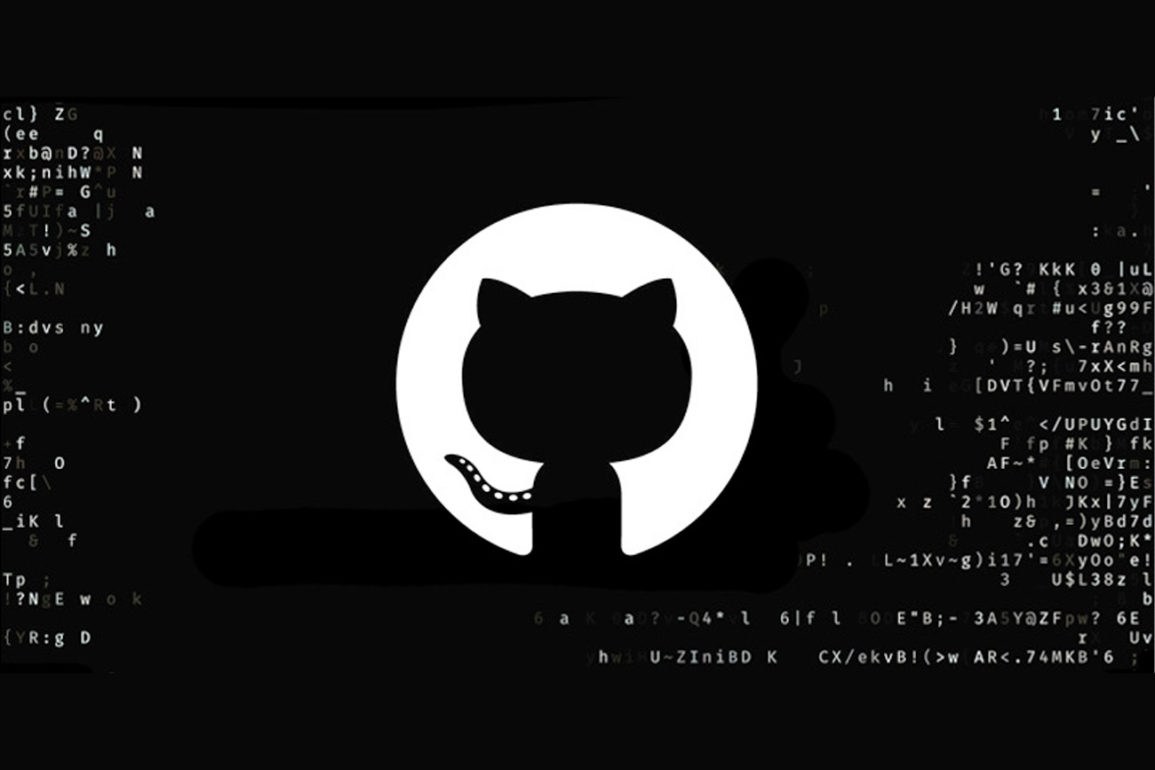 cl} ZG 1 7ic'
(ee q y _\
rxb@nD?@X N
xk;nihW*P N
`r#P= G^u = '
5fUIfa |j a
M.T!)~S :ka.h
5A5vj%z h
o , !'G? KkK 0 |uL
{<L.N w `# { x3&1X@
/H2W qr #u<Ug99F
B:dvs ny f??
b o } )=U s\-rAnRg
< J ' ?; 7xX<mh
%_ h i [DVT{VFmvOt77_
pl (=%^Rt ) l $1^ </UPUYGdI
+f F fp #K } fk
7h O AF~* [OeVrm:
fc[\ }f V NO =}Es
6 x z `2*1O)h JKx|7yF
_iK l h z& ,=)yBd7d
& f .c DwO;K*
P! . L~1Xv~g)i17'=6XyOo"e!
Tp ; 3 U$L38z l
!?NgE w o k b
6 a K a ?-Q4* l 6|f l O E"B;- 3A5Y@ZFpw? 6E
{YR:g D r Uv
hwi U~ZIniBD K CX/ekvB!(>w AR<.74MKB'6 ;